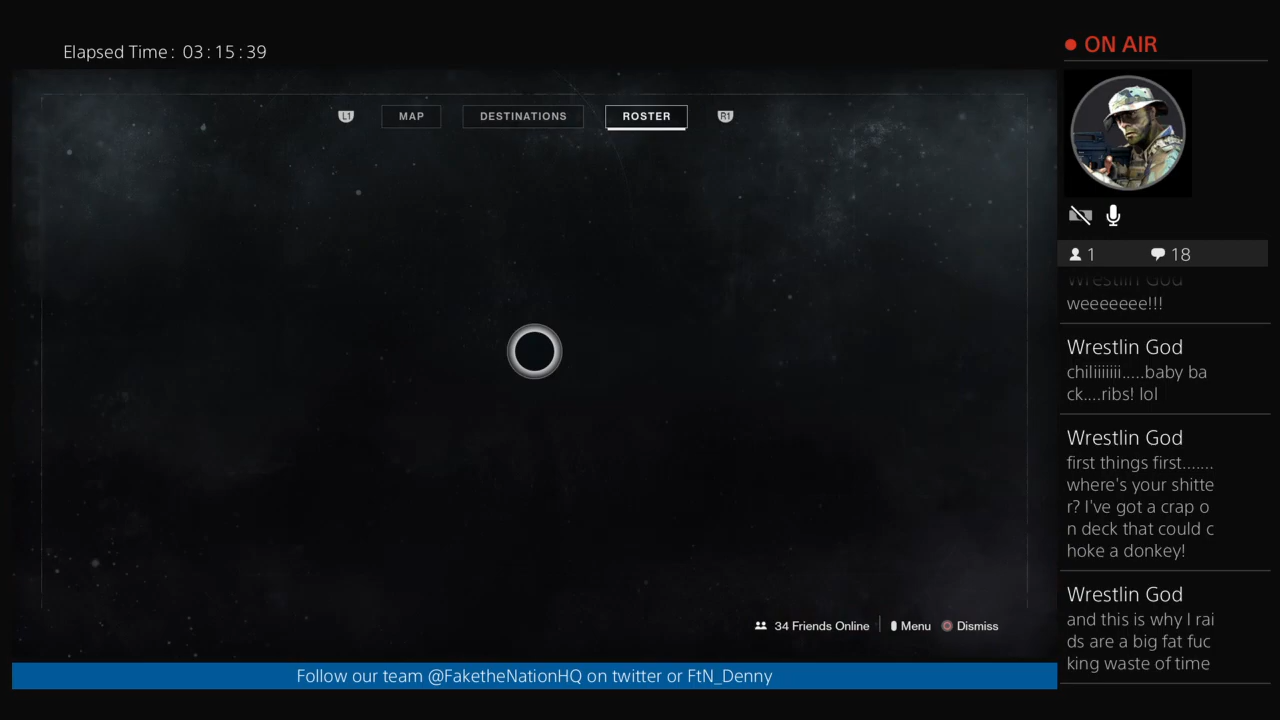 Elapsed Time: 03:15:39
ON AIR
L1
MAP
DESTINATIONS
ROSTER
R1
1
18
Wrestlin God
weeeeeee!!!
Wrestlin God
chiliiiiiii.....baby ba
ck....ribs! lol
Wrestlin God
first things first.......
where's your shitte
r? I've got a crap o
n deck that could c
hoke a donkey!
Wrestlin God
and this is why I rai
ds are a big fat fuc
king waste of time
34 Friends Online
Menu
Dismiss
Follow our team @FaketheNationHQ on twitter or FtN_Denny